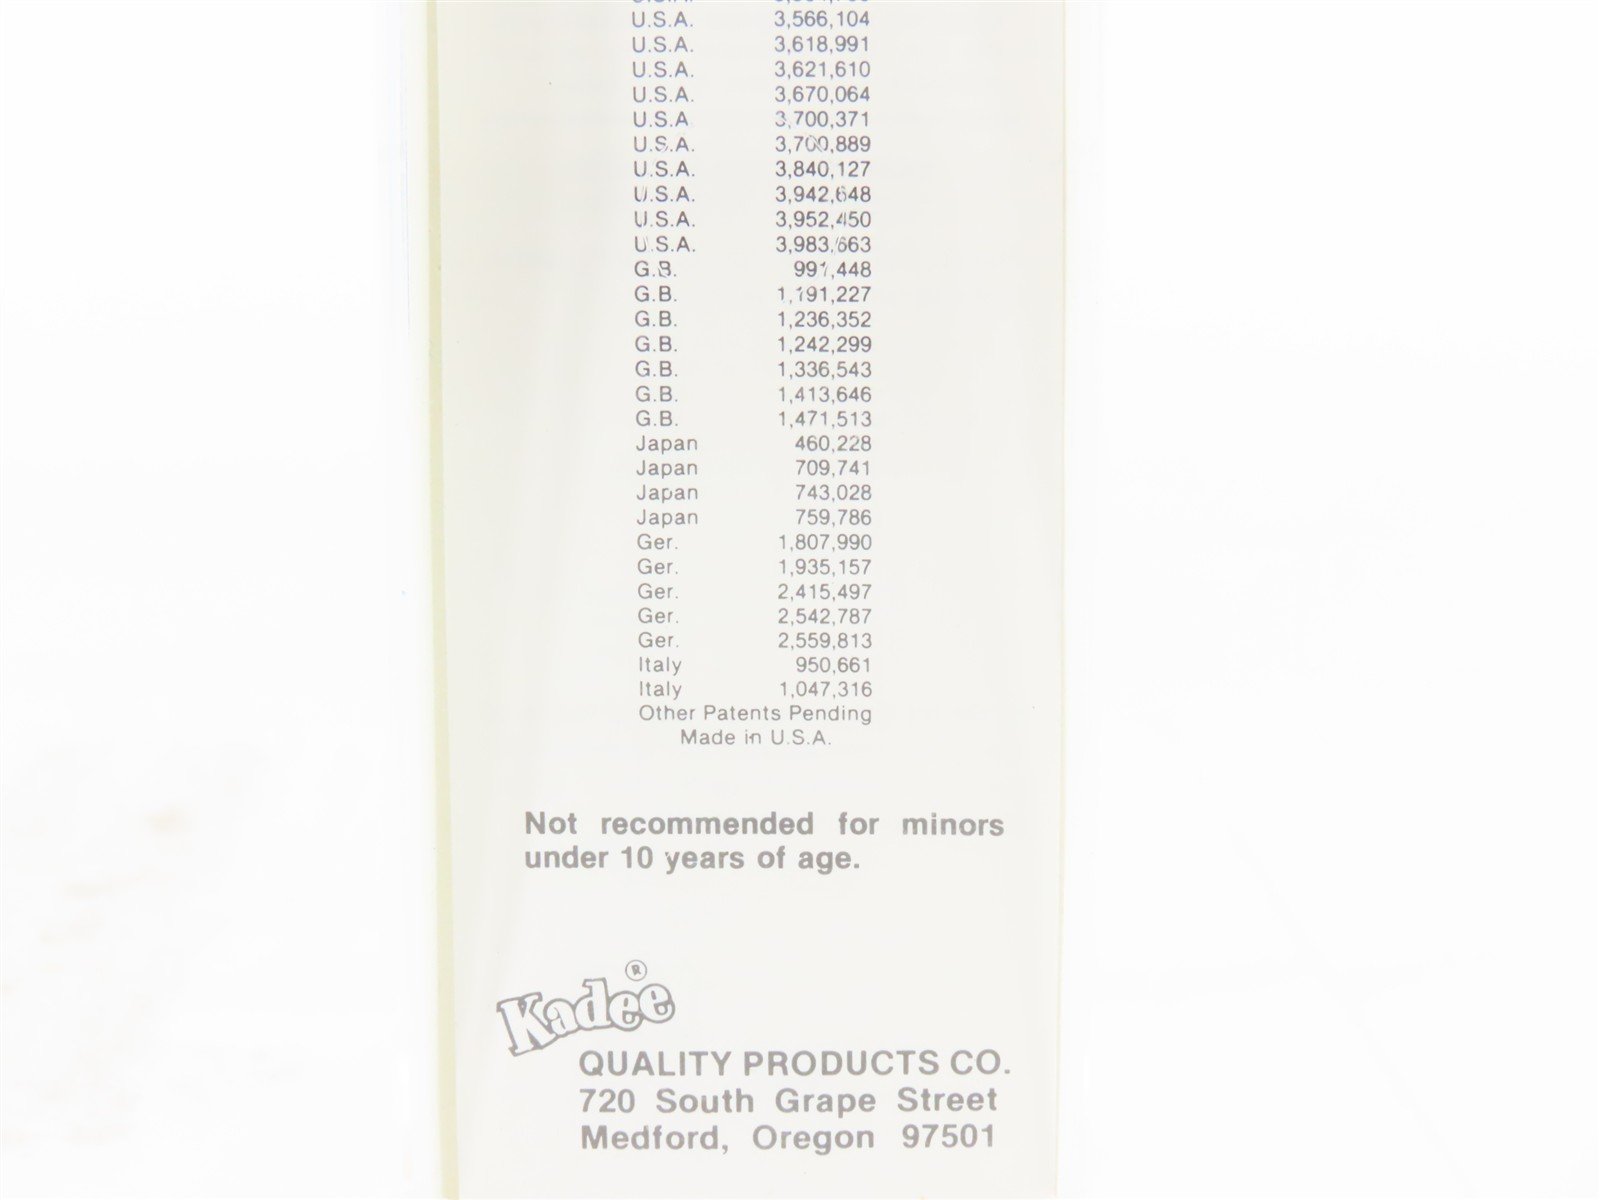 U.S.A. 3,566,104
U.S.A. 3,618,991
U.S.A. 3,621,610
U.S.A. 3,670,064
U.S.A 3,700,371
U.S.A. 3,700,889
U.S.A. 3,840,127
U.S.A. 3,942,648
U.S.A. 3,952,450
U.S.A. 3,983,663
G.B. 991,448
G.B. 1,191,227
G.B. 1,236,352
G.B. 1,242,299
G.B. 1,336,543
G.B. 1,413,646
G.B. 1,471,513
Japan 460,228
Japan 709,741
Japan 743,028
Japan 759,786
Ger. 1,807,990
Ger. 1,935,157
Ger. 2,415,497
Ger. 2,542,787
Ger. 2,559,813
Italy 950,661
Italy 1,047,316
Other Patents Pending
Made in U.S.A.
Not recommended for minors
under 10 years of age.
Kadee®
QUALITY PRODUCTS CO.
720 South Grape Street
Medford, Oregon 97501